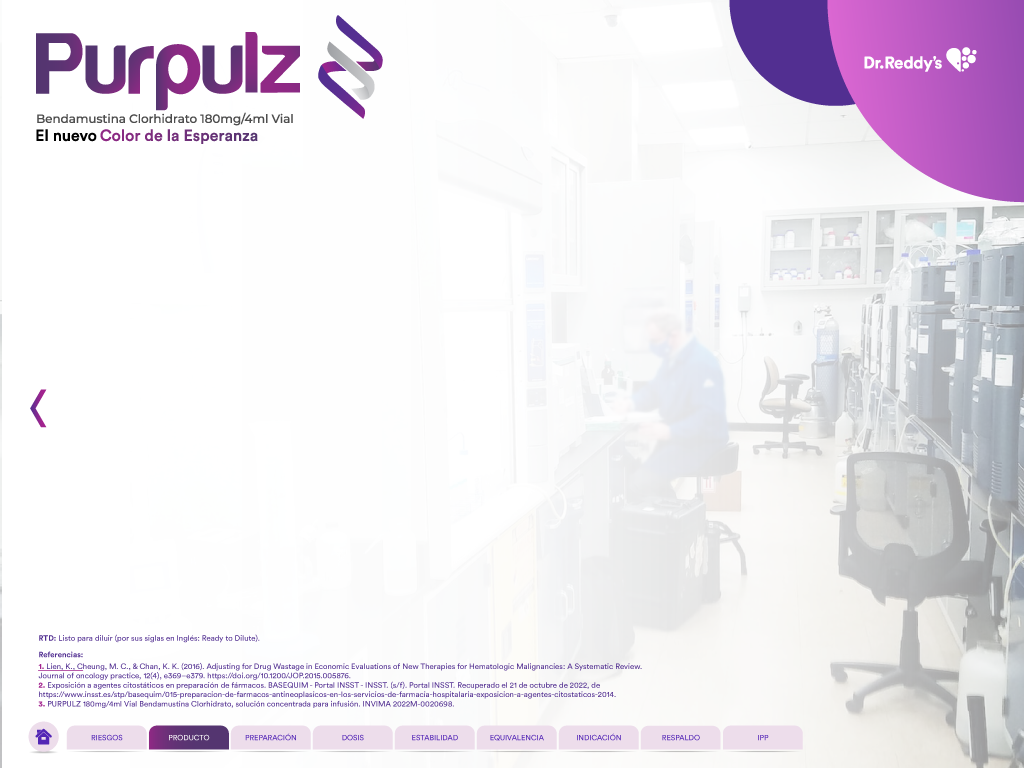 Purpulz
Dr.Reddy's
Bendamustina Clorhidrato 180mg/4ml Vial
El nuevo Color de la Esperanza
RTD: Listo para diluir (por sus siglas en Inglés: Ready to Dilute).
Referencias:
1. Lien, K., Cheung, M. C., & Chan, K. K. (2016). Adjusting for Drug Wastage in Economic Evaluations of New Therapies for Hematologic Malignancies: A Systematic Review.
Journal of oncology practice, 12(4), e369–e379. https://doi.org/10.1200/JOP.2015.005876.
2. Exposición a agentes citostáticos en preparación de fármacos. BASEQUIM - Portal INSST - INSST. (s/f). Portal INSST. Recuperado el 21 de octubre de 2022, de
https://www.insst.es/stp/basequim/015-preparacion-de-farmacos-antineoplasicos-en-los-servicios-de-farmacia-hospitalaria-exposicion-a-agentes-citostaticos-2014.
3. PURPULZ 180mg/4ml Vial Bendamustina Clorhidrato, solución concentrada para infusión. INVIMA 2022M-0020698.
RIESGOS PRODUCTO PREPARACIÓN DOSIS ESTABILIDAD EQUIVALENCIA INDICACIÓN RESPALDO IPP